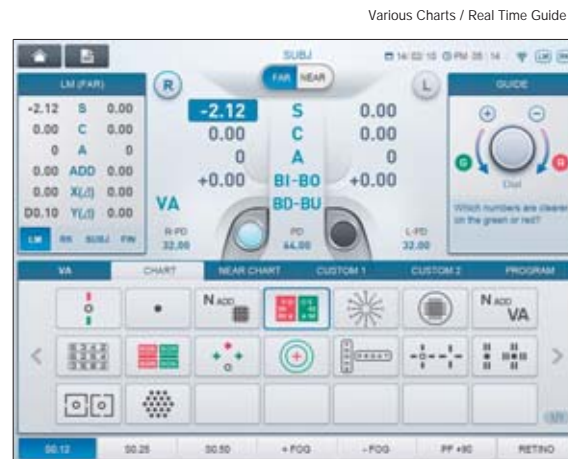 Various Charts / Real Time Guide
SUBJ
LM (FAR)
R
FAR NEAR
L
GUIDE
-2.12 S 0.00
0.00 C 0.00
0 A 0
0.00 ADD 0.00
0.00 X(⊿) 0.00
D0.10 Y(⊿) 0.00
LM RK SUBJ FIN
-2.12 S 0.00
0.00 C 0.00
0 A 0
+0.00 BI-BO +0.00
VA BD-BU
R-PD PD L-PD
32.00 64.00 32.00
G R
Dial
Which numbers are clearer
on the green or red?
VA CHART NEAR CHART CUSTOM 1 CUSTOM 2 PROGRAM
N ADD
N ADD
VA
S0.12 S0.25 S0.50 + FOG - FOG PP +90 RETINO